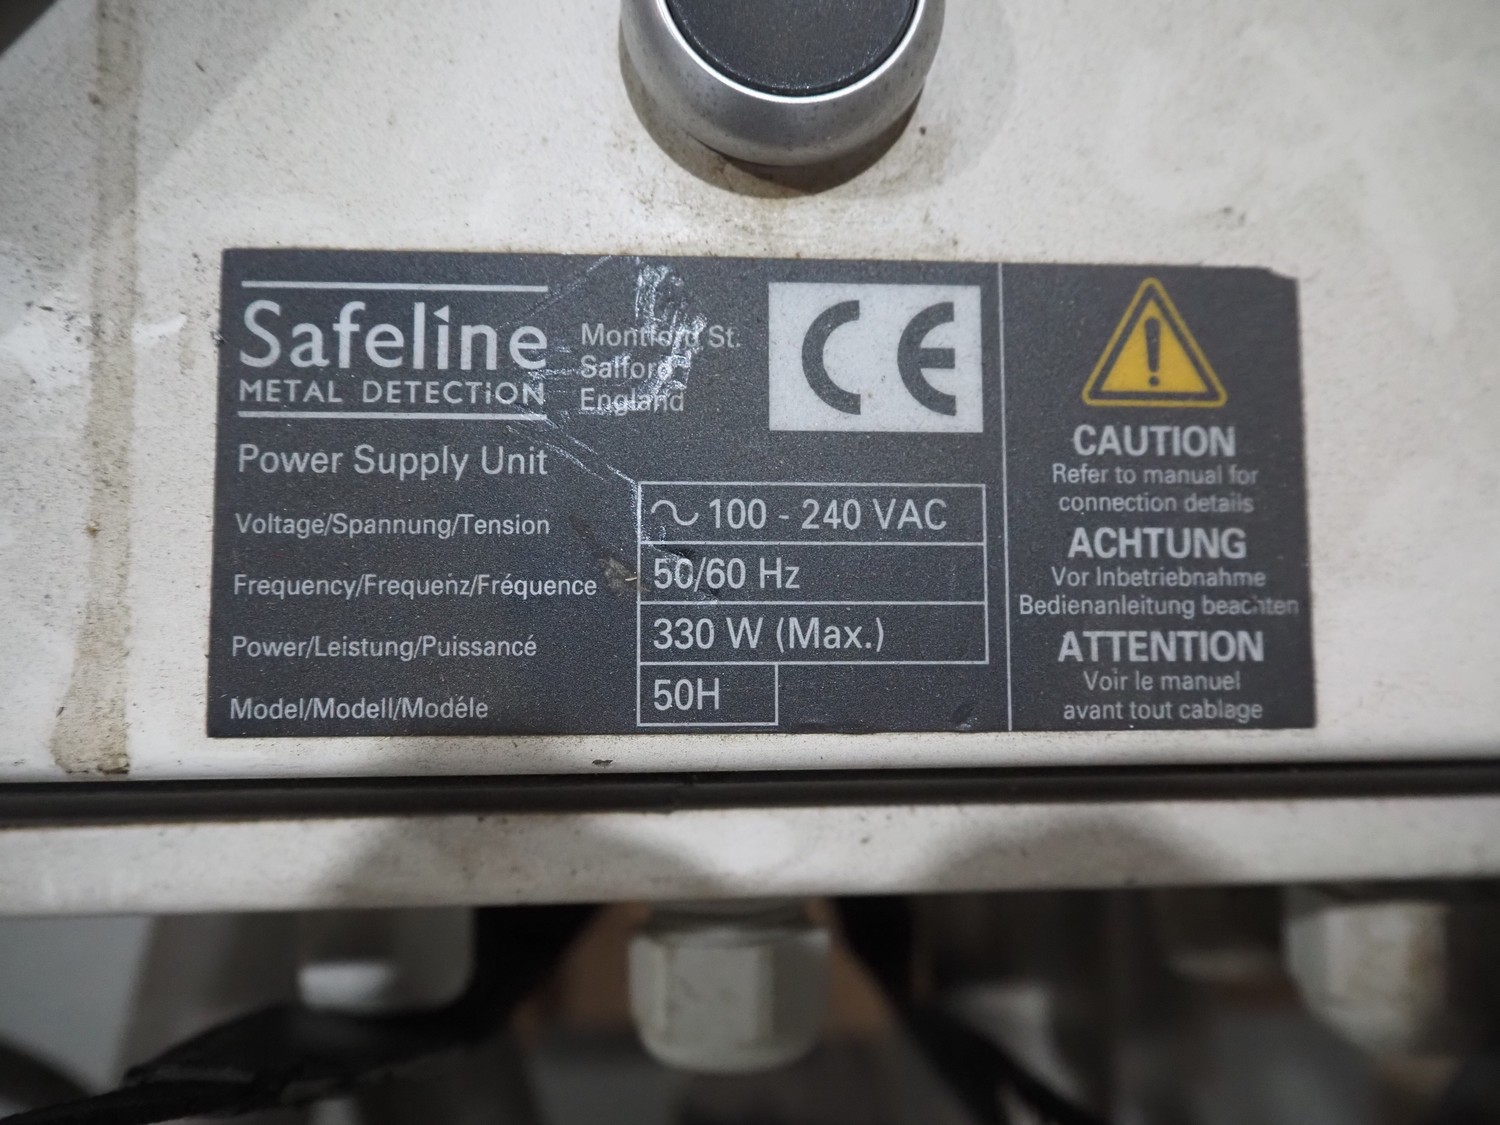 Safeline
METAL DETECTION
Montford St.
Salford
England
CE
Power Supply Unit
Voltage/Spannung/Tension
~ 100 - 240 VAC
Frequency/Frequenz/Fréquence
50/60 Hz
Power/Leistung/Puissancé
330 W (Max.)
Model/Modell/Modéle
50H
CAUTION
Refer to manual for
connection details
ACHTUNG
Vor Inbetriebnahme
Bedienanleitung beachten
ATTENTION
Voir le manuel
avant tout cablage